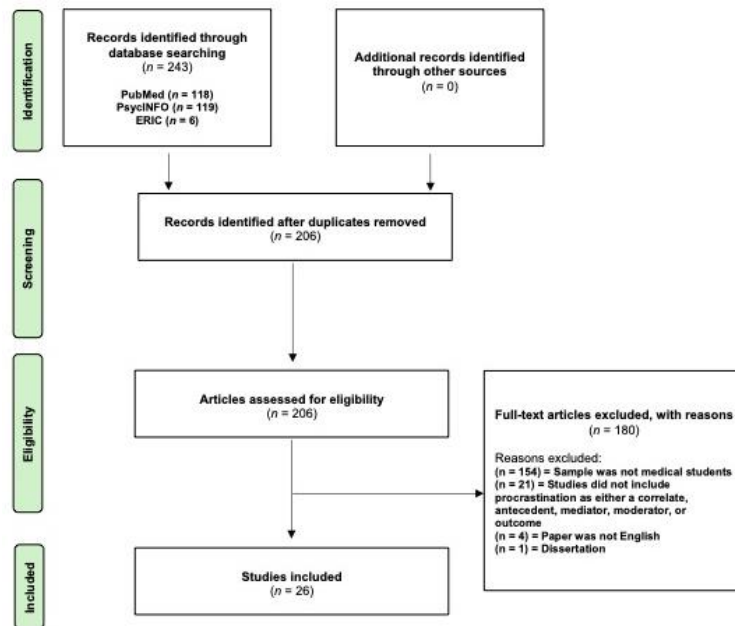 Identification
Records identified through
database searching
(n = 243)
PubMed (n = 118)
PsycINFO (n = 119)
ERIC (n = 6)
Additional records identified
through other sources
(n = 0)
Screening
Records identified after duplicates removed
(n = 206)
Eligibility
Articles assessed for eligibility
(n = 206)
Full-text articles excluded, with reasons
(n = 180)
Reasons excluded:
(n = 154) = Sample was not medical students
(n = 21) = Studies did not include
procrastination as either a correlate,
antecedent, mediator, moderator, or
outcome
(n = 4) = Paper was not English
(n = 1) = Dissertation
Included
Studies included
(n = 26)